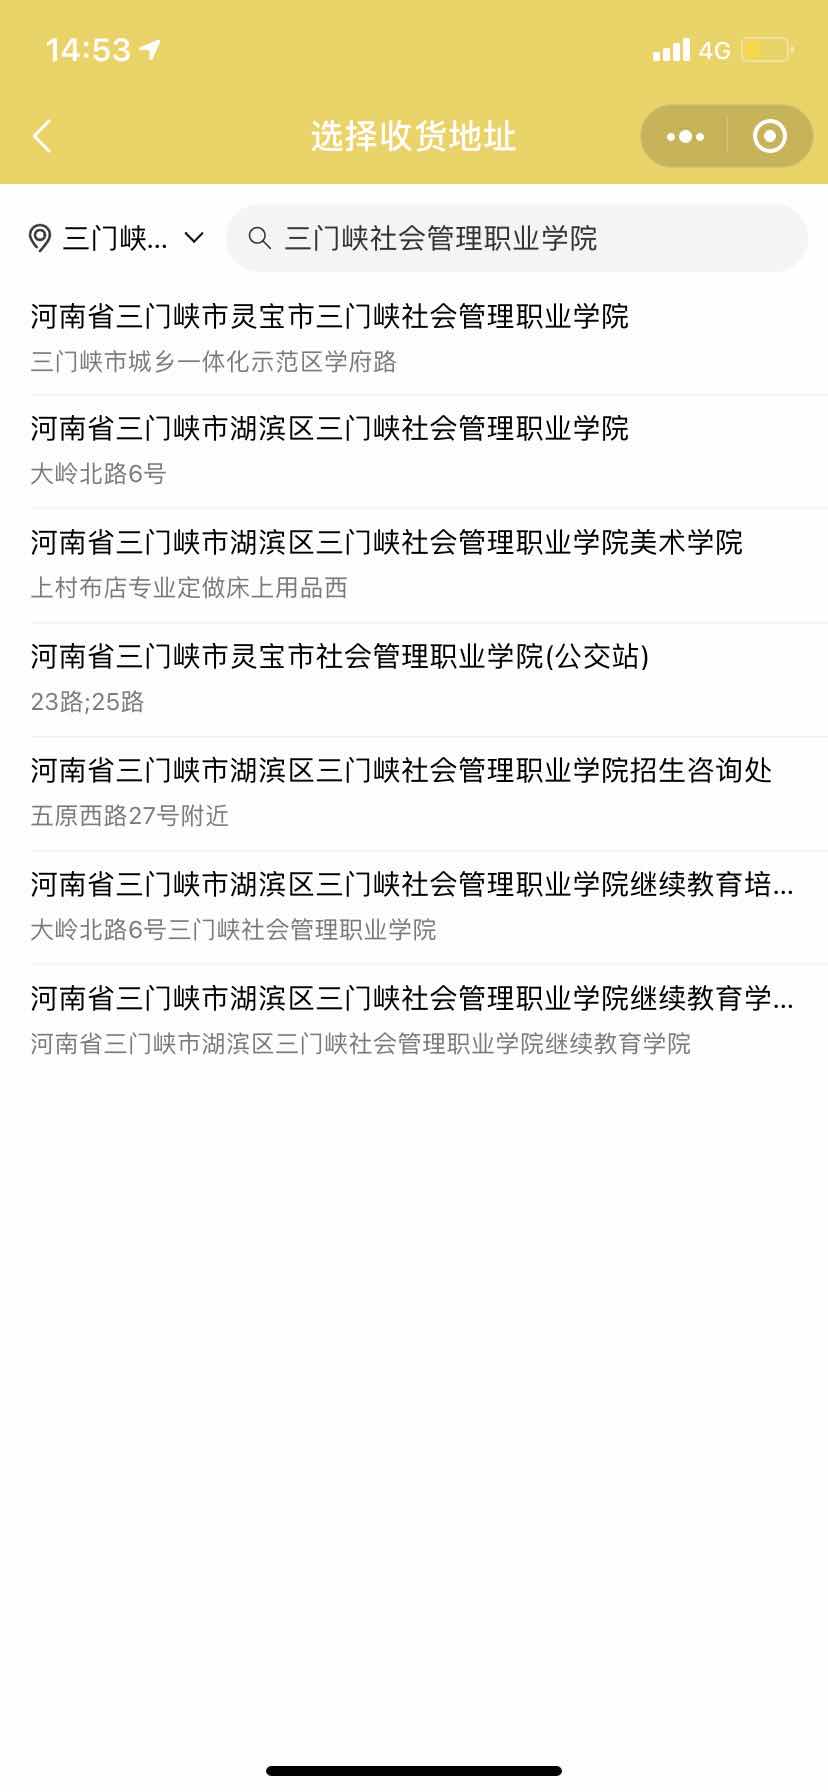 14:53
4G
选择收货地址
三门峡...
三门峡社会管理职业学院
河南省三门峡市灵宝市三门峡社会管理职业学院
三门峡市城乡一体化示范区学府路
河南省三门峡市湖滨区三门峡社会管理职业学院
大岭北路6号
河南省三门峡市湖滨区三门峡社会管理职业学院美术学院
上村布店专业定做床上用品西
河南省三门峡市灵宝市社会管理职业学院(公交站)
23路;25路
河南省三门峡市湖滨区三门峡社会管理职业学院招生咨询处
五原西路27号附近
河南省三门峡市湖滨区三门峡社会管理职业学院继续教育培...
大岭北路6号三门峡社会管理职业学院
河南省三门峡市湖滨区三门峡社会管理职业学院继续教育学...
河南省三门峡市湖滨区三门峡社会管理职业学院继续教育学院